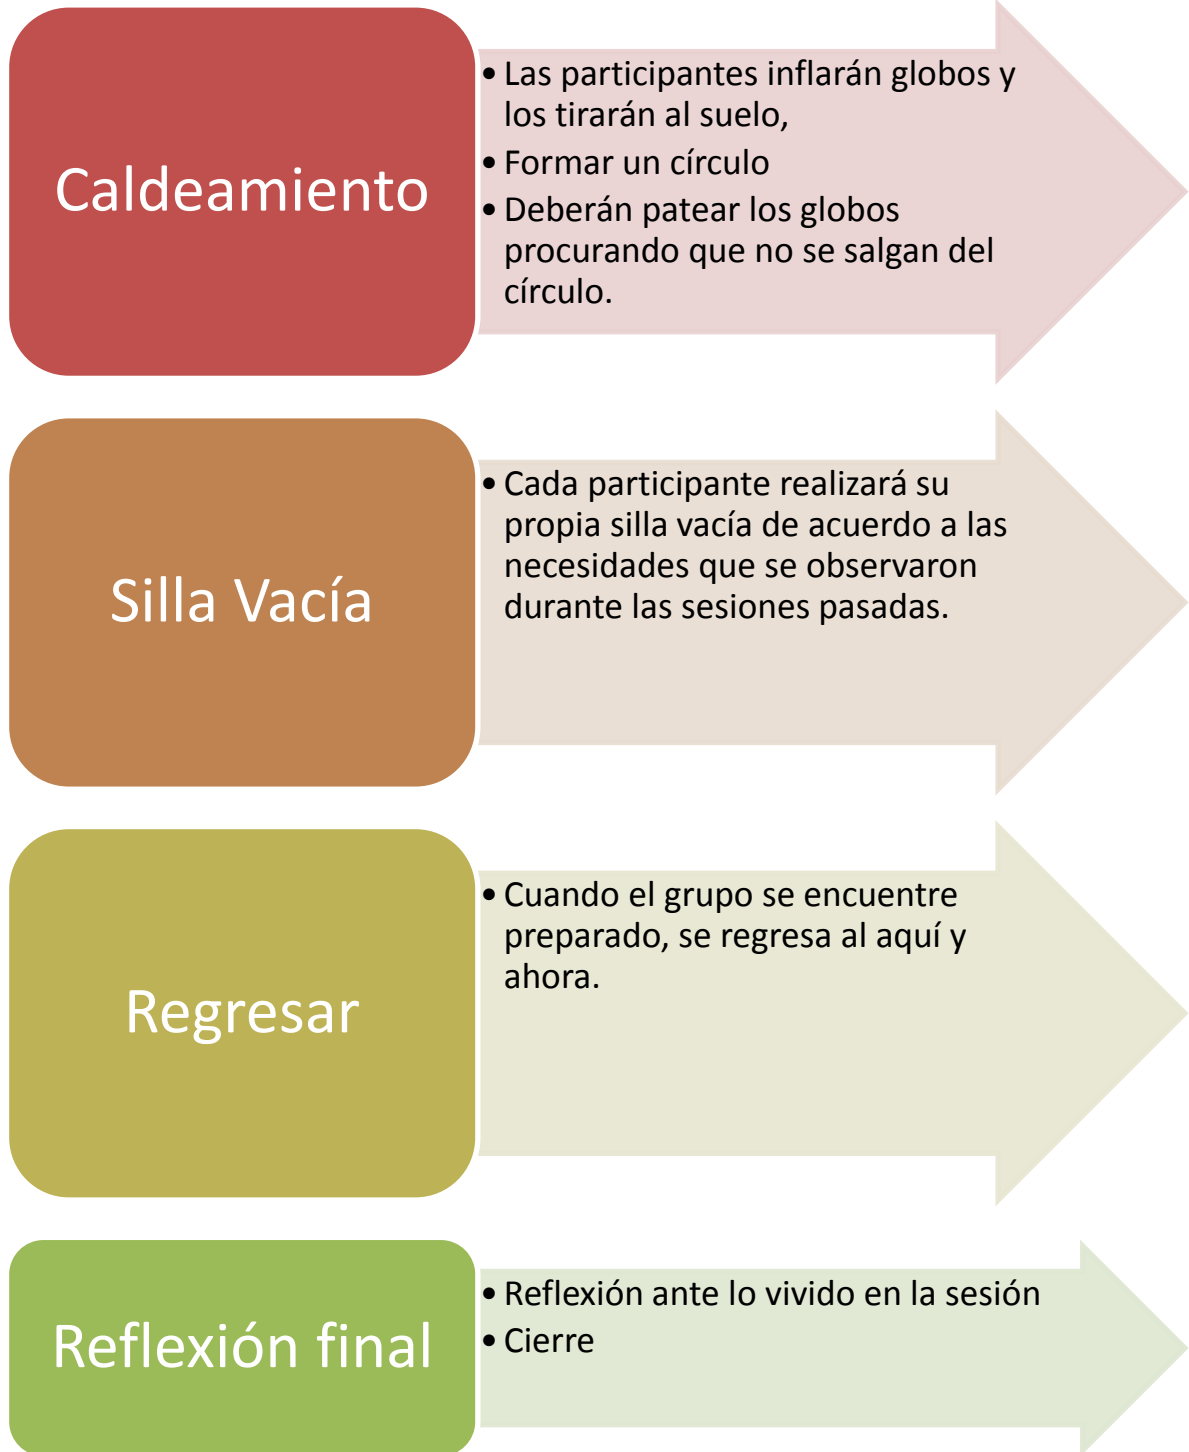 Caldeamiento
• Las participantes inflarán globos y
los tirarán al suelo,
• Formar un círculo
• Deberán patear los globos
procurando que no se salgan del
círculo.
Silla Vacía
• Cada participante realizará su
propia silla vacía de acuerdo a las
necesidades que se observaron
durante las sesiones pasadas.
Regresar
• Cuando el grupo se encuentre
preparado, se regresa al aquí y
ahora.
Reflexión final
• Reflexión ante lo vivido en la sesión
• Cierre